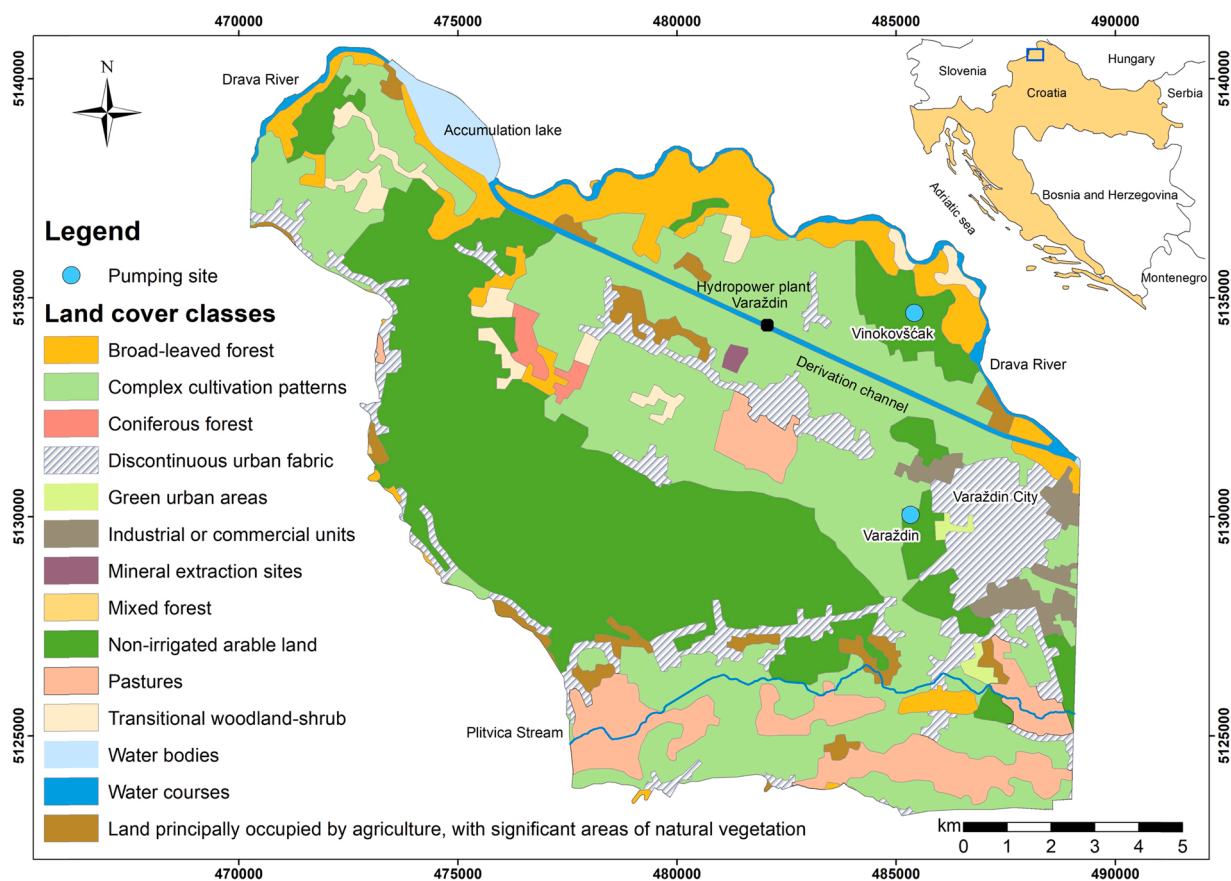 470000 475000 480000 485000 490000
5140000
5135000
5130000
5125000
5140000
5135000
5130000
5125000
N
Drava River
Accumulation lake
Slovenia
Hungary
Croatia
Serbia
Bosnia and Herzegovina
Adriatic sea
Montenegro
Hydropower plant
Varaždin
Vinokovšćak
Derivation channel
Drava River
Varaždin City
Varaždin
Plitvica Stream
Legend
Pumping site
Land cover classes
Broad-leaved forest
Complex cultivation patterns
Coniferous forest
Discontinuous urban fabric
Green urban areas
Industrial or commercial units
Mineral extraction sites
Mixed forest
Non-irrigated arable land
Pastures
Transitional woodland-shrub
Water bodies
Water courses
Land principally occupied by agriculture, with significant areas of natural vegetation
km
0 1 2 3 4 5
470000 475000 480000 485000 490000